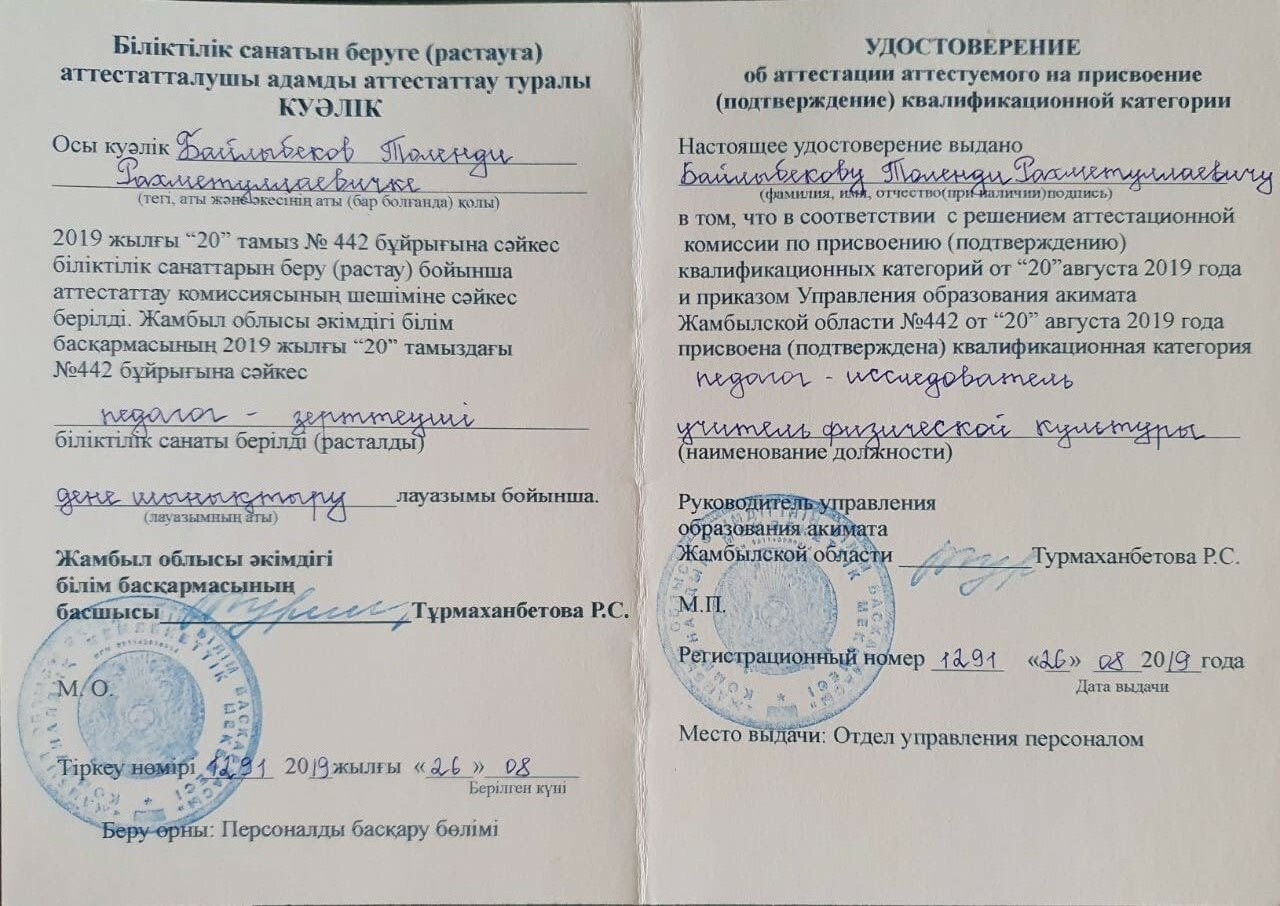 Біліктілік санатын беруге (растауға)
аттестатталушы адамды аттестаттау туралы
КУӘЛІК
Осы куәлік Байлыбеков Толенди
Рахметуллаевичке
(тегі, аты және әкесінің аты (бар болғанда) қолы)
2019 жылғы “20” тамыз № 442 бұйрығына сәйкес
біліктілік санаттарын беру (растау) бойынша
аттестаттау комиссиясының шешіміне сәйкес
берілді. Жамбыл облысы әкімдігі білім
басқармасының 2019 жылғы “20” тамыздағы
№442 бұйрығына сәйкес
педагог - зерттеуші
біліктілік санаты берілді (расталды)
дене шынықтыру лауазымы бойынша.
(лауазымның аты)
Жамбыл облысы әкімдігі
білім басқармасының
басшысы Тұрмаханбетова Р.С.
М. О.
Тіркеу нөмірі 1291 2019 жылғы «26» 08
Берілген күні
Беру орны: Персоналды басқару бөлімі
УДОСТОВЕРЕНИЕ
об аттестации аттестуемого на присвоение
(подтверждение) квалификационной категории
Настоящее удостоверение выдано
Байлыбекову Толенди Рахметуллаевичу
(фамилия, имя, отчество(при наличии)подпись)
в том, что в соответствии с решением аттестационной
комиссии по присвоению (подтверждению)
квалификационных категорий от “20”августа 2019 года
и приказом Управления образования акимата
Жамбылской области №442 от “20” августа 2019 года
присвоена (подтверждена) квалификационная категория
педагог - исследователь
учитель физической культуры
(наименование должности)
Руководитель управления
образования акимата
Жамбылской области Турмаханбетова Р.С.
М.П.
Регистрационный номер 1291 «26» 08 2019 года
Дата выдачи
Место выдачи: Отдел управления персоналом